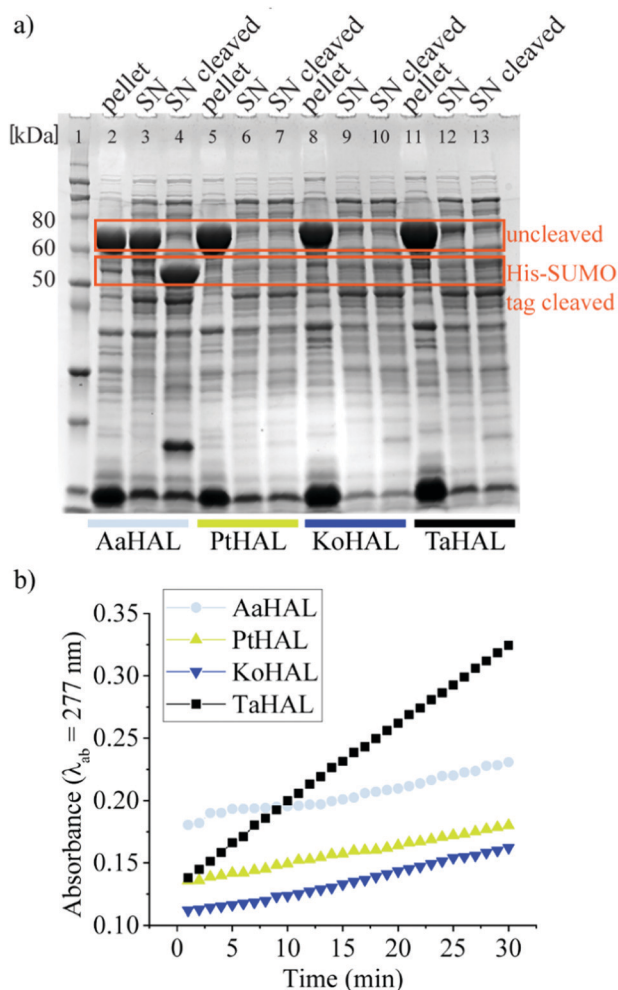 a)
pellet SN SN cleaved pellet SN SN cleaved pellet SN SN cleaved pellet SN SN cleaved
[kDa] 1 2 3 4 5 6 7 8 9 10 11 12 13
80
uncleaved
60
50
His-SUMO
tag cleaved
AaHAL PtHAL KoHAL TaHAL
b)
AaHAL
PtHAL
KoHAL
TaHAL
Absorbance (λab = 277 nm)
0.35
0.30
0.25
0.20
0.15
0.10
0 5 10 15 20 25 30
Time (min)